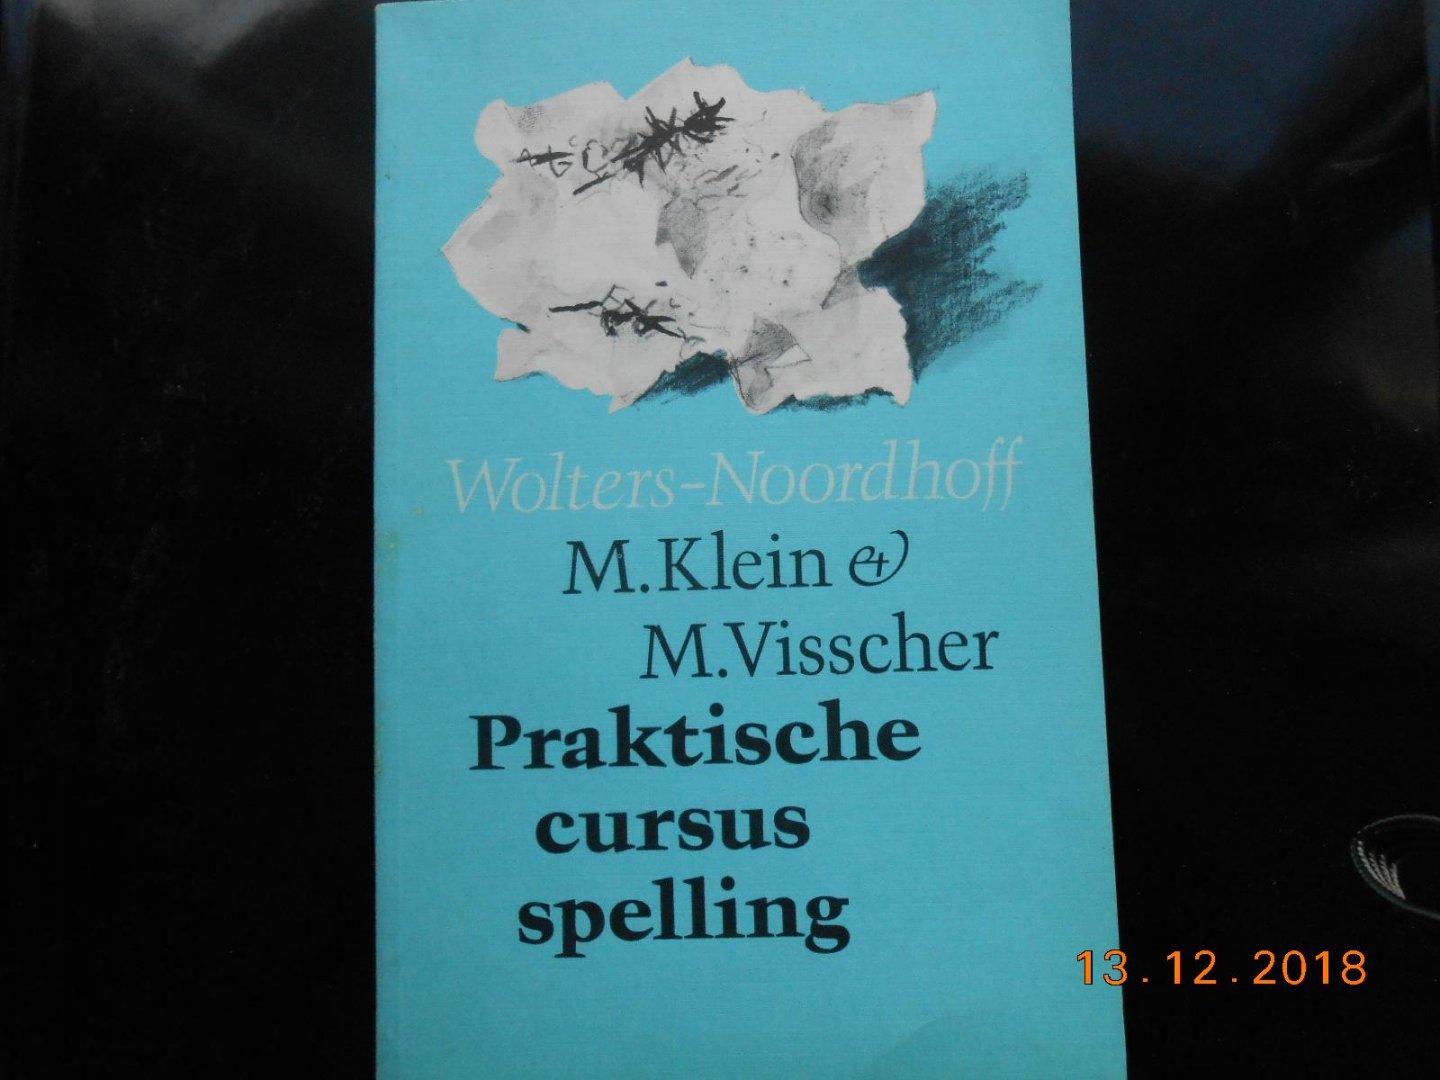 Wolters-Noordhoff
M. Klein &
M. Visscher
Praktische
cursus
spelling
13.12.2018